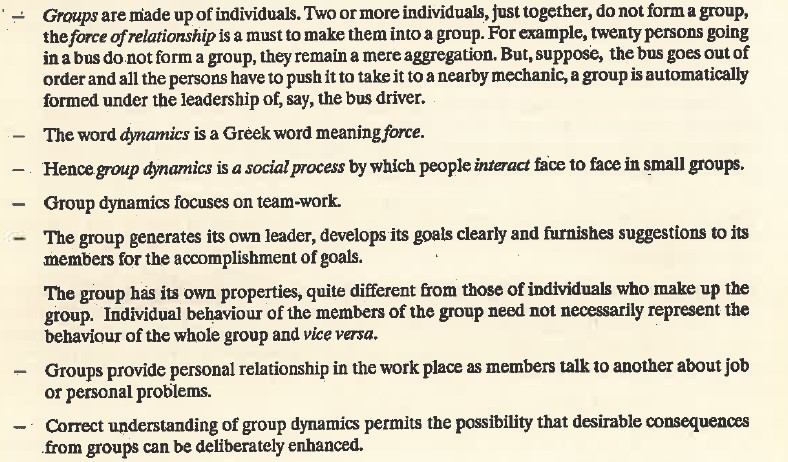 – Groups are made up of individuals. Two or more individuals, just together, do not form a group,
the force of relationship is a must to make them into a group. For example, twenty persons going
in a bus do not form a group, they remain a mere aggregation. But, suppose, the bus goes out of
order and all the persons have to push it to take it to a nearby mechanic, a group is automatically
formed under the leadership of, say, the bus driver.
– The word dynamics is a Greek word meaning force.
– Hence group dynamics is a social process by which people interact face to face in small groups.
– Group dynamics focuses on team-work.
– The group generates its own leader, develops its goals clearly and furnishes suggestions to its
members for the accomplishment of goals.
The group has its own properties, quite different from those of individuals who make up the
group. Individual behaviour of the members of the group need not necessarily represent the
behaviour of the whole group and vice versa.
– Groups provide personal relationship in the work place as members talk to another about job
or personal problems.
– Correct understanding of group dynamics permits the possibility that desirable consequences
from groups can be deliberately enhanced.